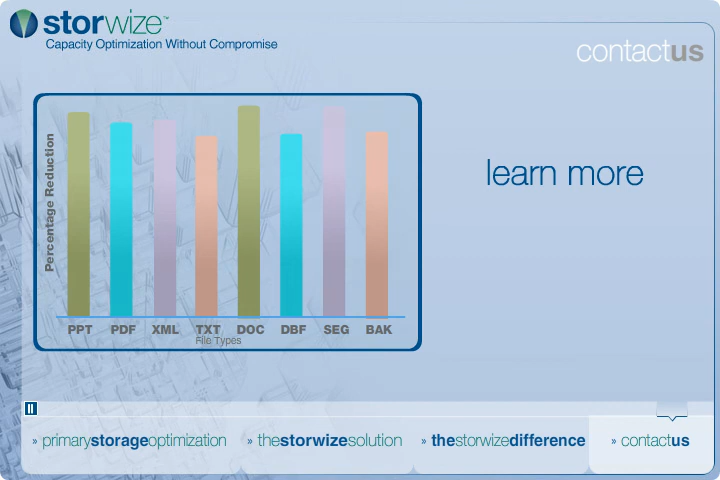 storwize™
Capacity Optimization Without Compromise
contactus
Percentage Reduction
learn more
PPT PDF XML TXT DOC DBF SEG BAK
File Types
» primarystorageoptimization » thestorwizesolution » thestorwizedifference » contactus